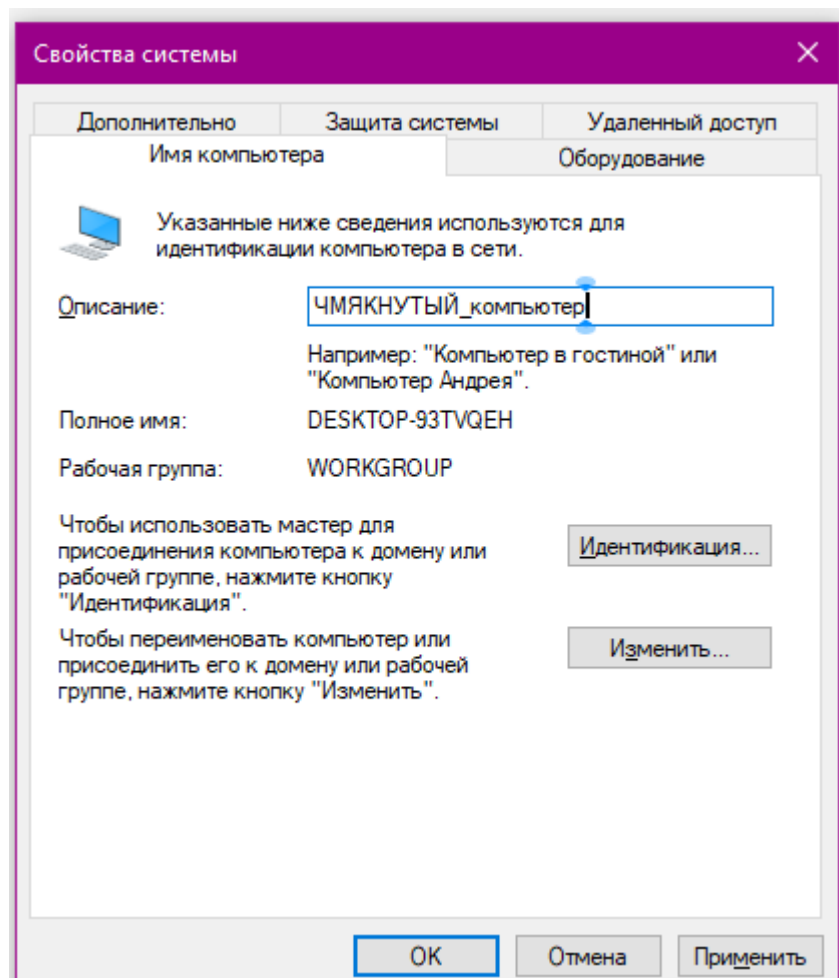 Свойства системы
Дополнительно
Защита системы
Удаленный доступ
Имя компьютера
Оборудование
Указанные ниже сведения используются для
идентификации компьютера в сети.
Описание:
ЧМЯКНУТЫЙ_компьютер
Например: "Компьютер в гостиной" или
"Компьютер Андрея".
Полное имя:
DESKTOP-93TVQEH
Рабочая группа:
WORKGROUP
Чтобы использовать мастер для
присоединения компьютера к домену или
рабочей группе, нажмите кнопку
"Идентификация".
Идентификация...
Чтобы переименовать компьютер или
присоединить его к домену или рабочей
группе, нажмите кнопку "Изменить".
Изменить...
ОК
Отмена
Применить